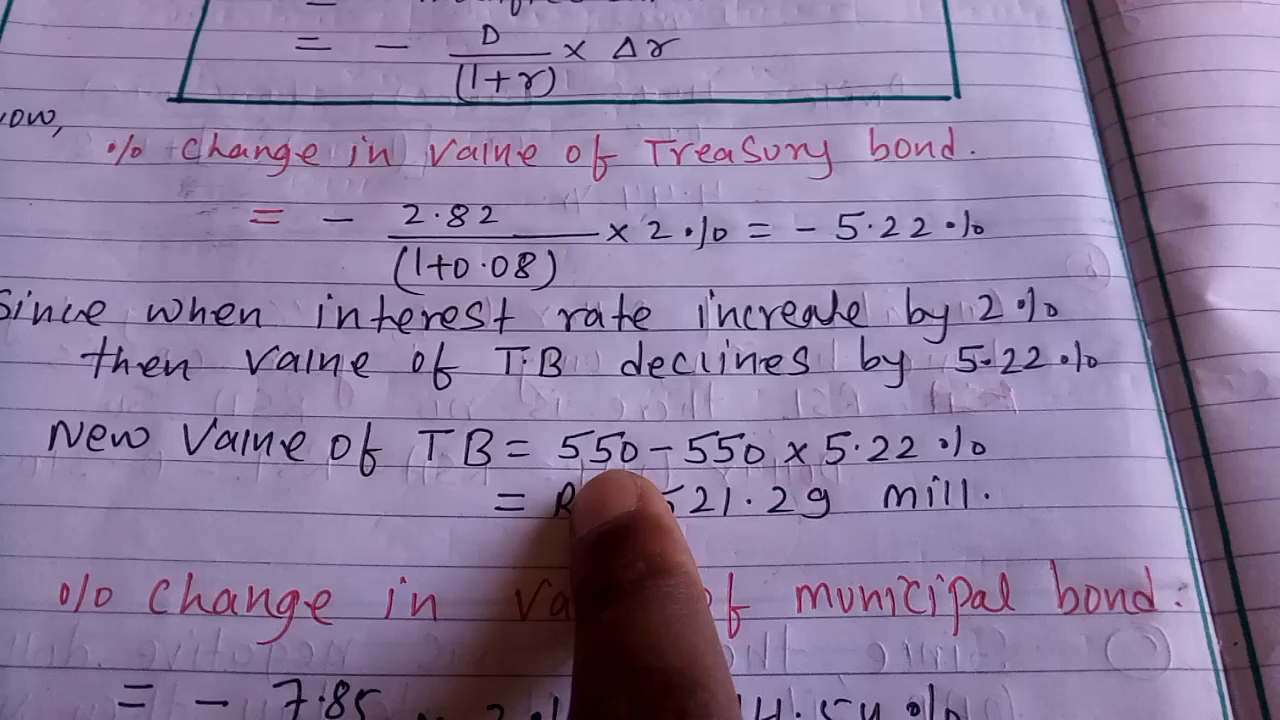 = - D/(1+r) × Δr
% change in value of Treasury bond.
= - 2.82/(1+0.08) × 2% = - 5.22%
Since when interest rate increase by 2%
then value of T.B declines by 5.22%
New Value of TB = 550 - 550 × 5.22%
= 521.29 mill.
% change in of municipal bond:
= - 7.85